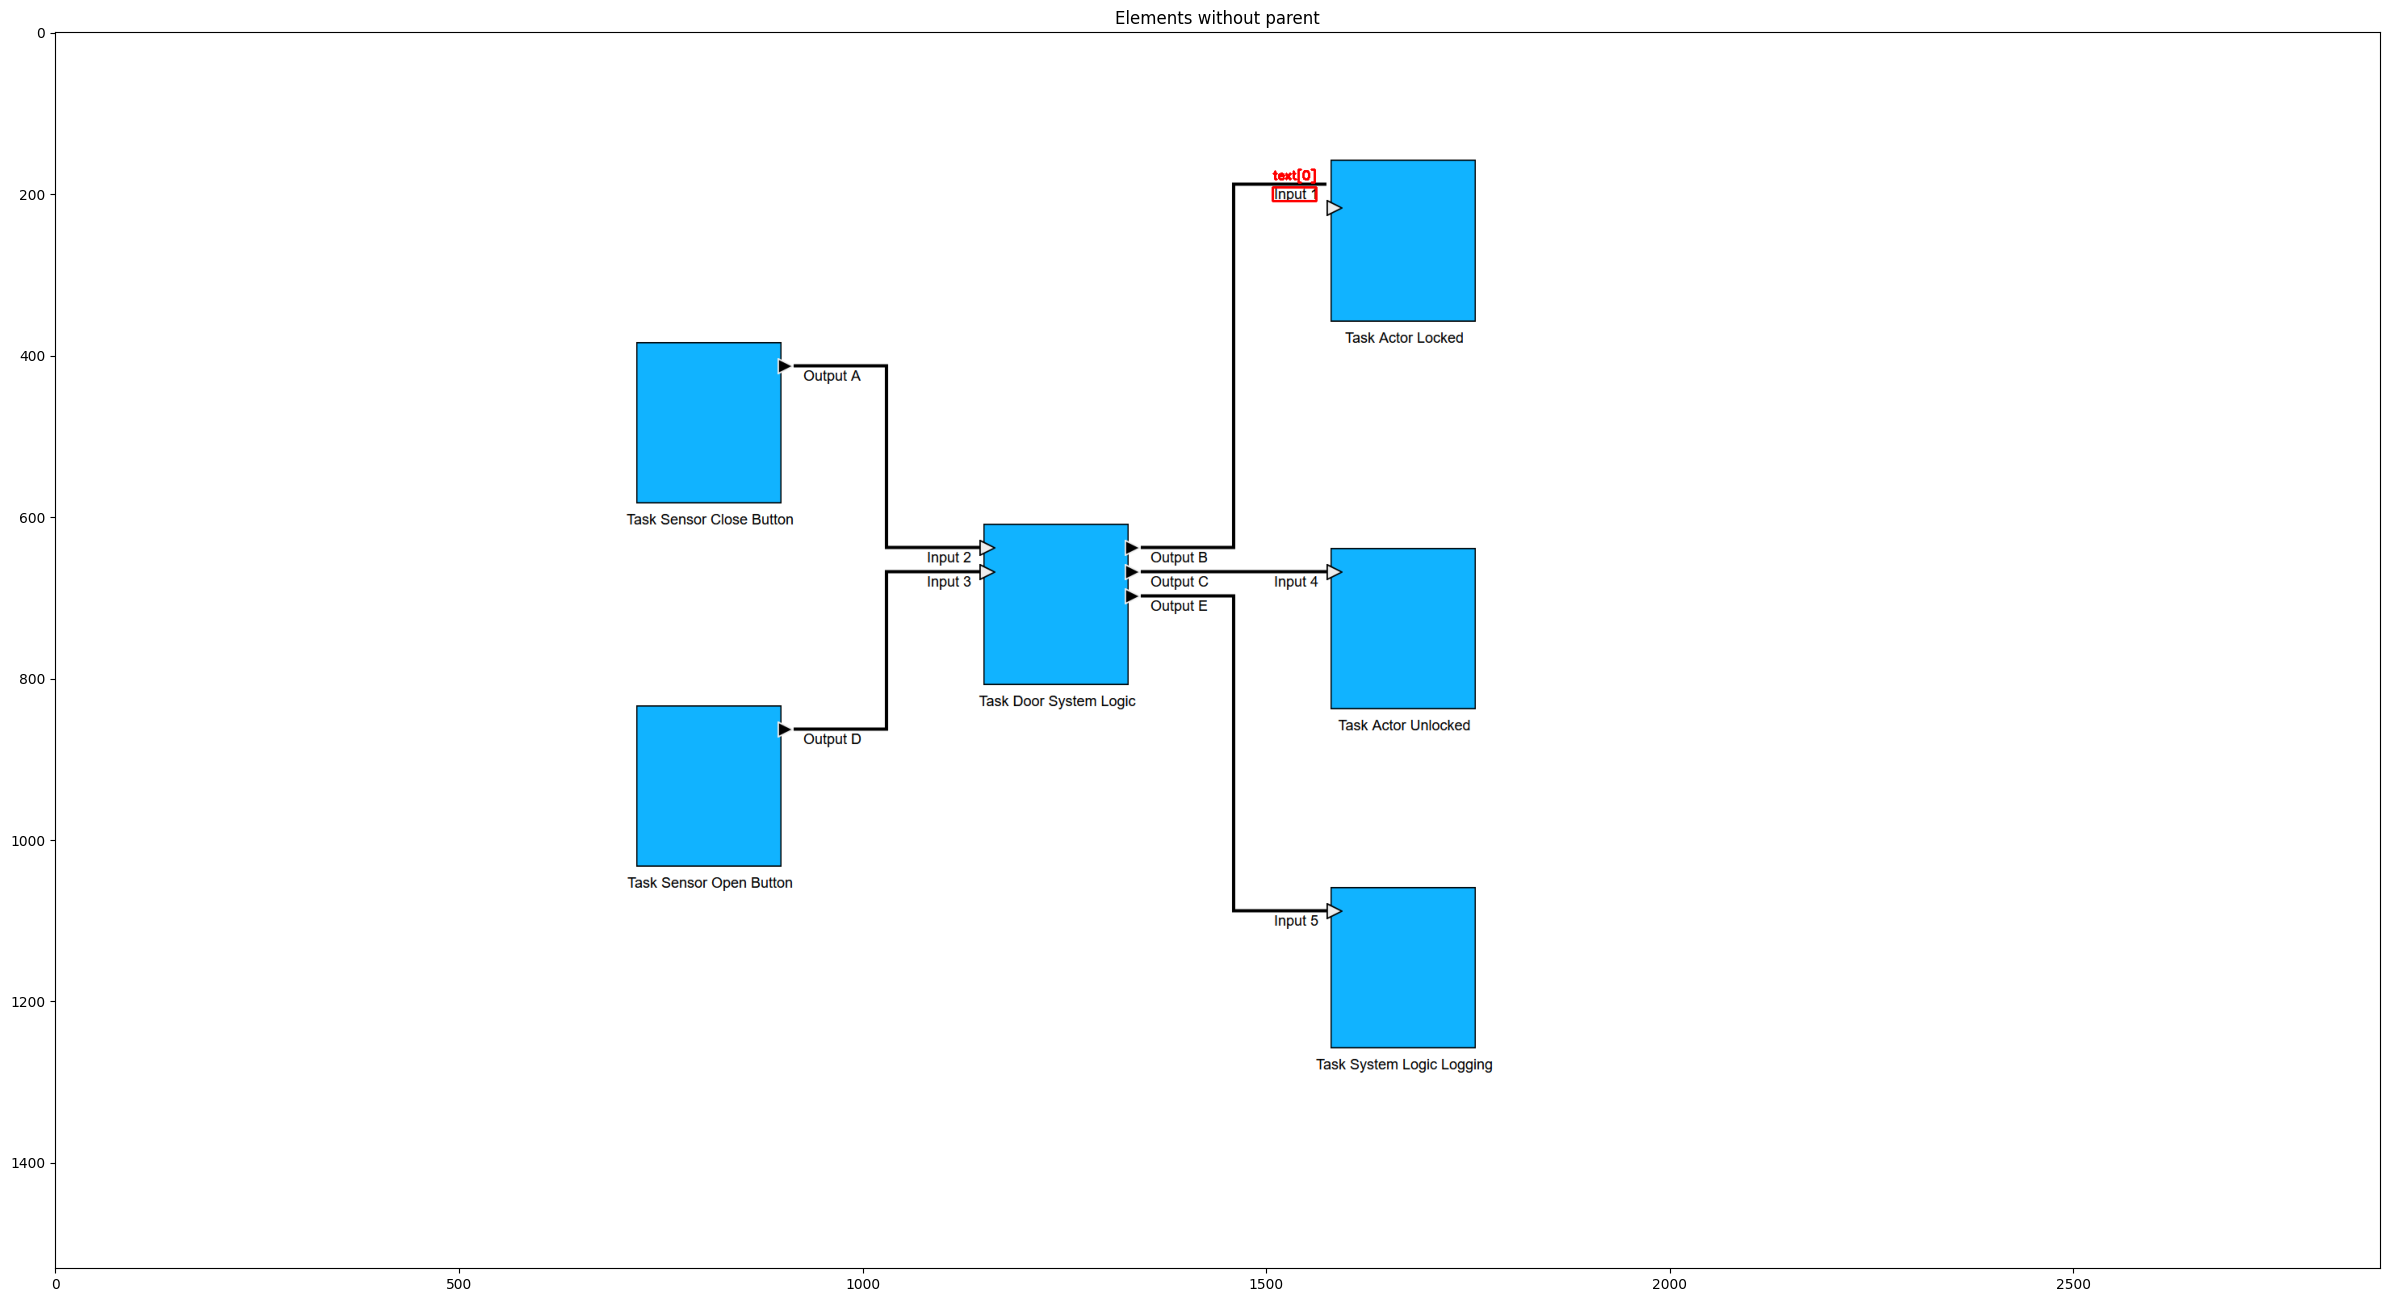 Elements without parent
0
200
400
600
800
1000
1200
1400
text[0]
Input 1
Task Actor Locked
Output A
Task Sensor Close Button
Input 2
Input 3
Output B
Output C
Output E
Input 4
Task Door System Logic
Task Actor Unlocked
Output D
Task Sensor Open Button
Input 5
Task System Logic Logging
0
500
1000
1500
2000
2500